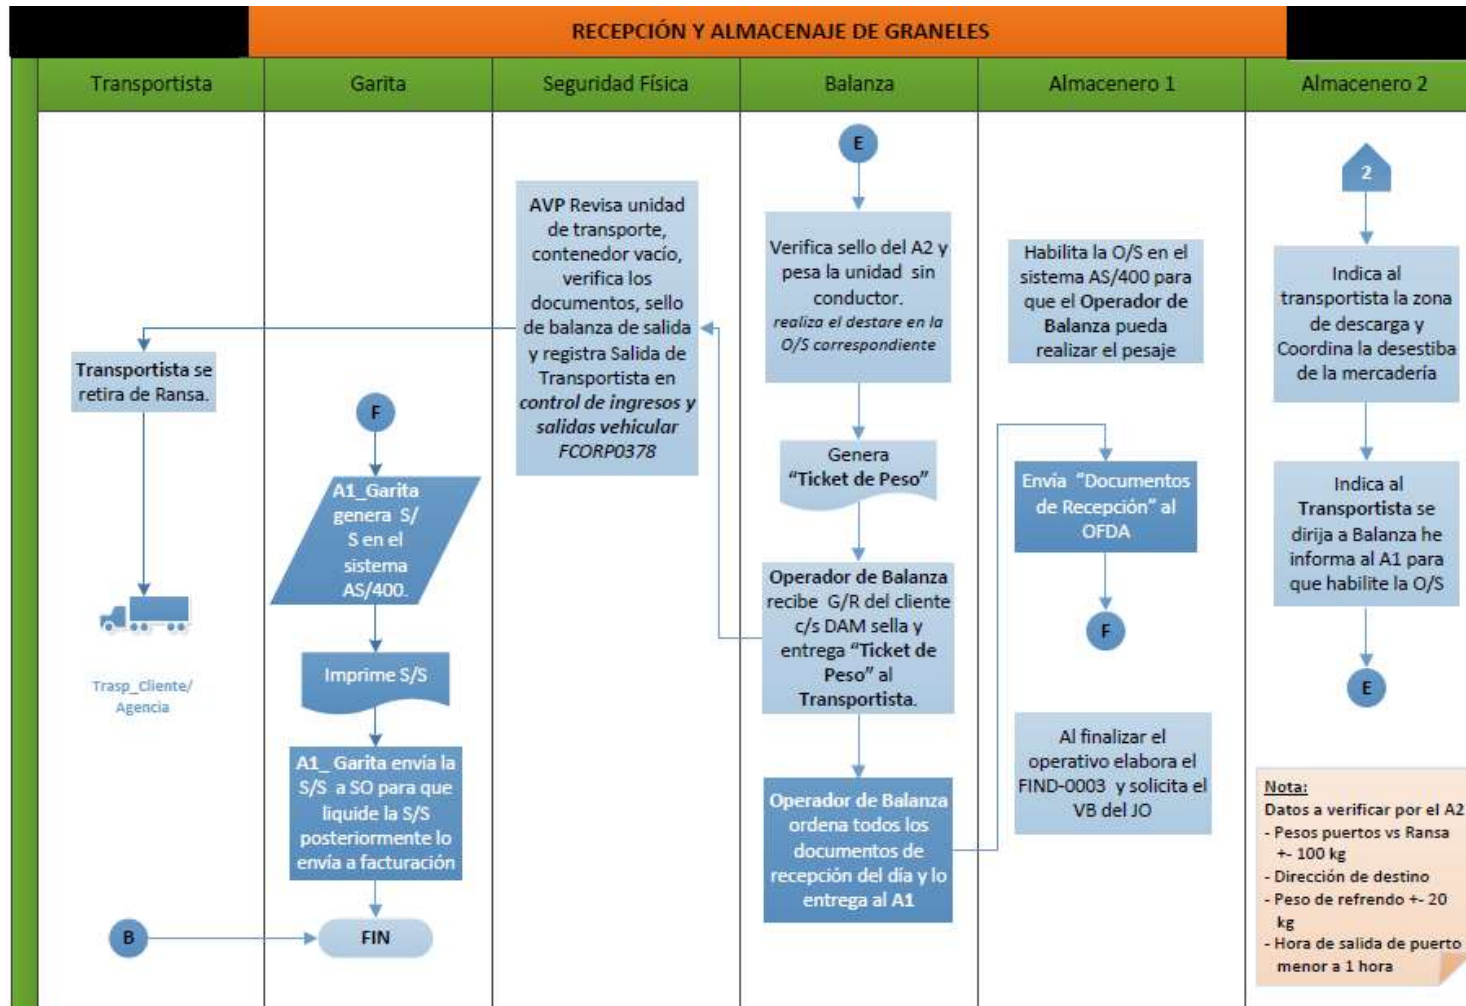 RECEPCIÓN Y ALMACENAJE DE GRANELES
Transportista
Garita
Seguridad Física
Balanza
Almacenero 1
Almacenero 2
Transportista se
retira de Ransa.
Trasp_Cliente/
Agencia
B
F
A1_Garita
genera S/
S en el
sistema
AS/400.
Imprime S/S
A1_ Garita envía la
S/S a SO para que
liquide la S/S
posteriormente lo
envía a facturación
FIN
AVP Revisa unidad
de transporte,
contenedor vacío,
verifica los
documentos, sello
de balanza de salida
y registra Salida de
Transportista en
control de ingresos y
salidas vehicular
FCORP0378
E
Verifica sello del A2 y
pesa la unidad sin
conductor.
realiza el destare en la
O/S correspondiente
Genera
“Ticket de Peso”
Operador de Balanza
recibe G/R del cliente
c/s DAM sella y
entrega “Ticket de
Peso” al
Transportista.
Operador de Balanza
ordena todos los
documentos de
recepción del día y lo
entrega al A1
Habilita la O/S en el
sistema AS/400 para
que el Operador de
Balanza pueda
realizar el pesaje
Envía “Documentos
de Recepción” al
OFDA
F
Al finalizar el
operativo elabora el
FIND-0003 y solicita el
VB del JO
2
Indica al
transportista la zona
de descarga y
Coordina la desestiba
de la mercadería
Indica al
Transportista se
dirija a Balanza he
informa al A1 para
que habilite la O/S
E
Nota:
Datos a verificar por el A2
- Pesos puertos vs Ransa
+- 100 kg
- Dirección de destino
- Peso de refrendo +- 20
kg
- Hora de salida de puerto
menor a 1 hora